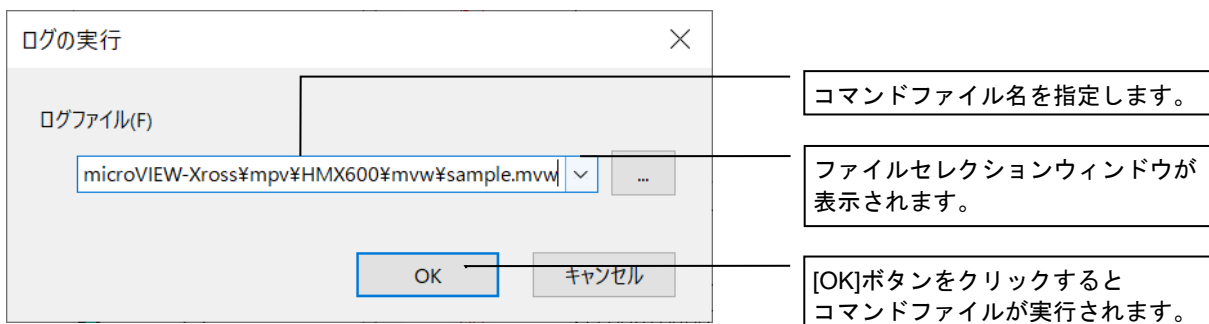 ログの実行
ログファイル(F)
microVIEW-Xross¥mpv¥HMX600¥mvw¥sample.mvw
...
OK
キャンセル
コマンドファイル名を指定します。
ファイルセレクションウィンドウが
表示されます。
[OK]ボタンをクリックすると
コマンドファイルが実行されます。